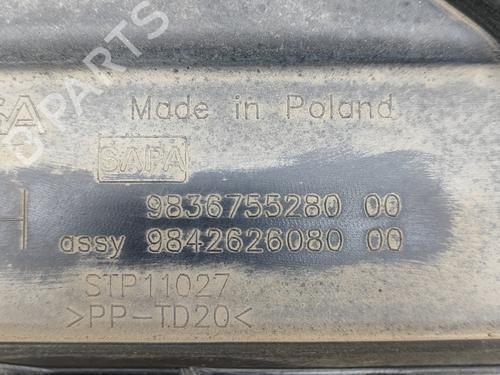 Made in Poland
SAPA
9836755280 00
assy 9842626080 00
STP11027
>PP-TD20<